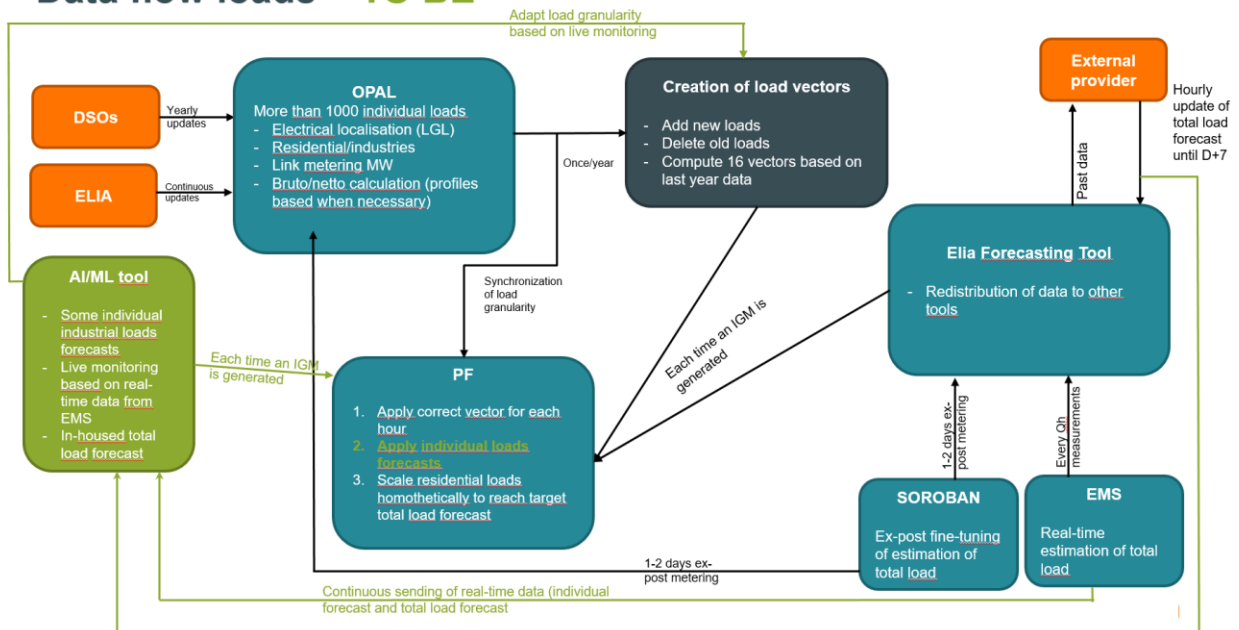 Data flow loads – TO BE
Adapt load granularity
based on live monitoring
DSOs
Yearly
updates
ELIA
Continuous
updates
OPAL
More than 1000 individual loads
- Electrical localisation (LGL)
- Residential/industries
- Link metering MW
- Bruto/netto calculation (profiles
based when necessary)
Once/year
Creation of load vectors
- Add new loads
- Delete old loads
- Compute 16 vectors based on
last year data
External
provider
Hourly
update of
total load
forecast
until D+7
Past data
Elia Forecasting Tool
- Redistribution of data to other
tools
AI/ML tool
- Some individual
industrial loads
forecasts
- Live monitoring
based on real-
time data from
EMS
- In-housed total
load forecast
Each time an IGM
is generated
Synchronization
of load
granularity
Each time an IGM is
generated
PF
1. Apply correct vector for each
hour
2. Apply individual loads
forecasts
3. Scale residential loads
homothetically to reach target
total load forecast
1-2 days ex-
post metering
Every Qh
measurements
SOROBAN
Ex-post fine-tuning
of estimation of
total load
EMS
Real-time
estimation of total
load
1-2 days ex-
post metering
Continuous sending of real-time data (individual
forecast and total load forecast